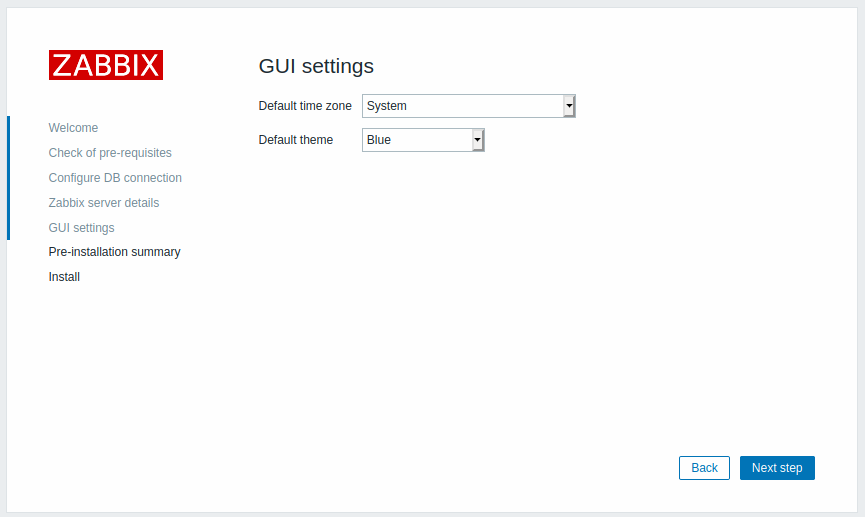 ZABBIX
Welcome
Check of pre-requisites
Configure DB connection
Zabbix server details
GUI settings
Pre-installation summary
Install
GUI settings
Default time zone System
Default theme Blue
Back Next step